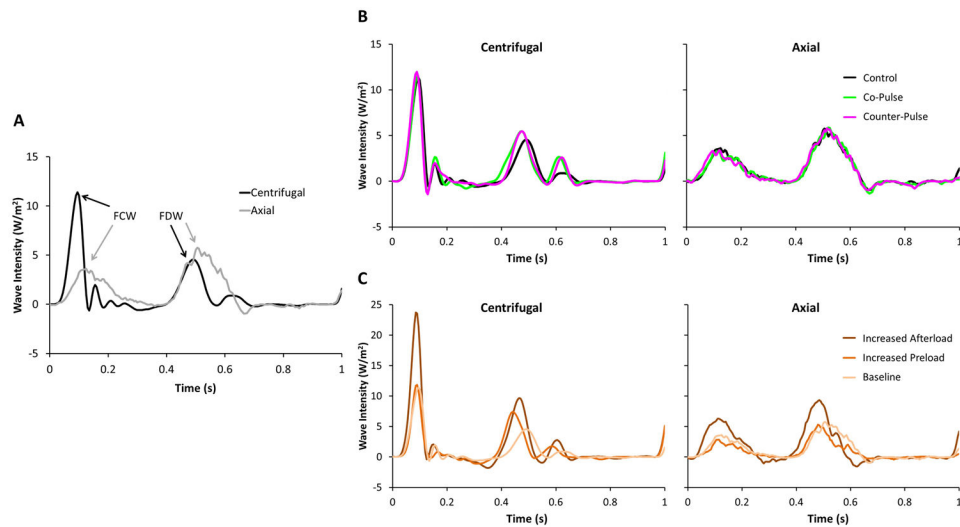 A
Wave Intensity (W/m²)
15
10
5
0
-5
FCW
FDW
Centrifugal
Axial
0
0.2
0.4
0.6
0.8
1
Time (s)
B
Centrifugal
Wave Intensity (W/m²)
15
10
5
0
-5
0
0.2
0.4
0.6
0.8
1
Time (s)
Axial
Control
Co-Pulse
Counter-Pulse
0
0.2
0.4
0.6
0.8
1
Time (s)
C
Centrifugal
Wave Intensity (W/m²)
25
20
15
10
5
0
-5
0
0.2
0.4
0.6
0.8
1
Time (s)
Axial
Increased Afterload
Increased Preload
Baseline
0
0.2
0.4
0.6
0.8
1
Time (s)